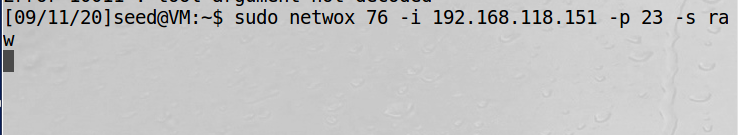 [09/11/20]seed@VM:~$ sudo netwox 76 -i 192.168.118.151 -p 23 -s ra
w